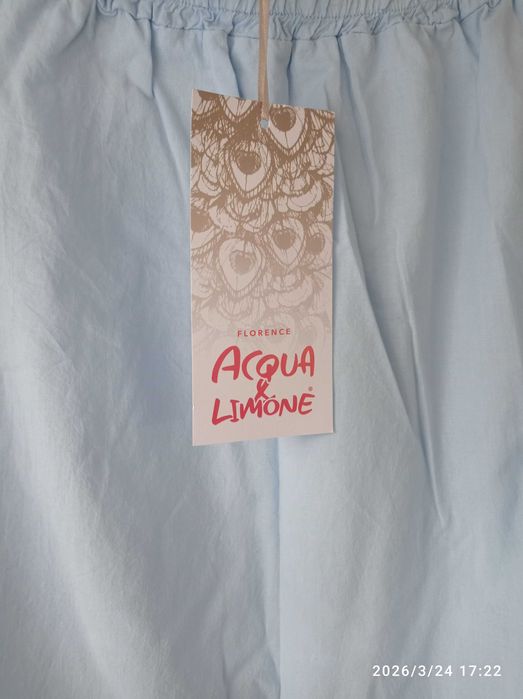 FLORENCE
ACQUA
&
LIMONE®
2026/3/24 17:22